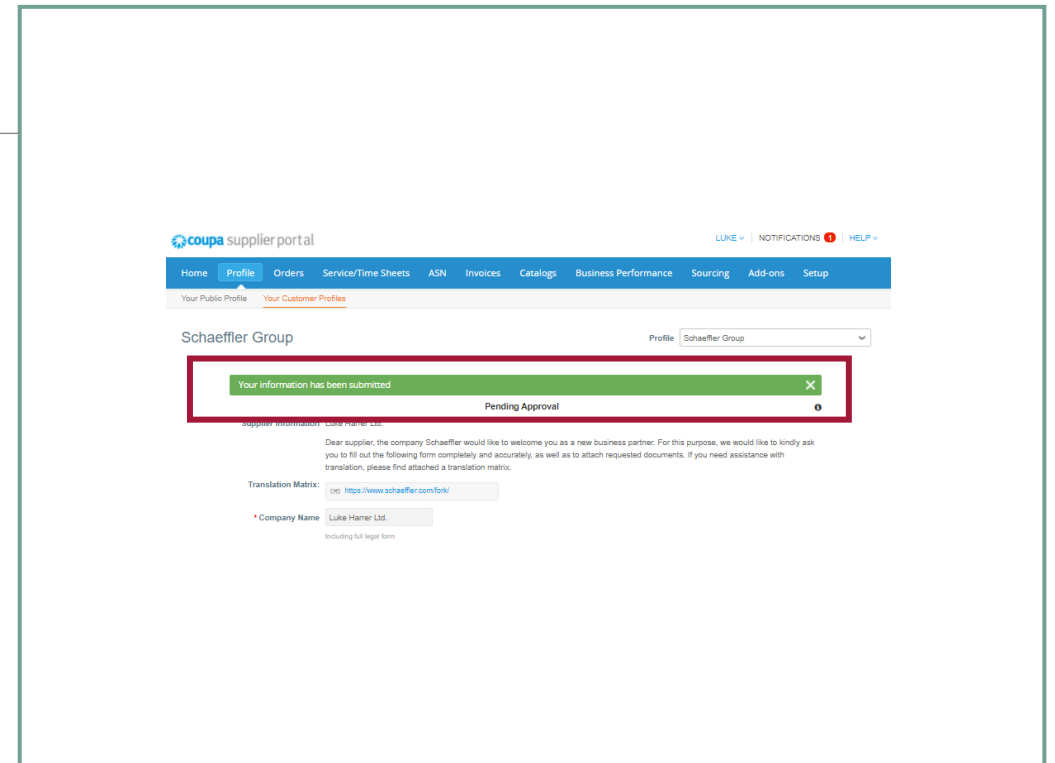 coupa supplier portal
LUKE NOTIFICATIONS 1 HELP
Home Profile Orders Service/Time Sheets ASN Invoices Catalogs Business Performance Sourcing Add-ons Setup
Your Public Profile Your Customer Profiles
Schaeffler Group
Profile Schaeffler Group
Your information has been submitted
Pending Approval
Supplier Information Luke Harrer Ltd.
Dear supplier, the company Schaeffler would like to welcome you as a new business partner. For this purpose, we would like to kindly ask
you to fill out the following form completely and accurately, as well as to attach requested documents. If you need assistance with
translation, please find attached a translation matrix.
Translation Matrix: https://www.schaeffler.com/fork/
* Company Name Luke Harrer Ltd.
Including full legal form